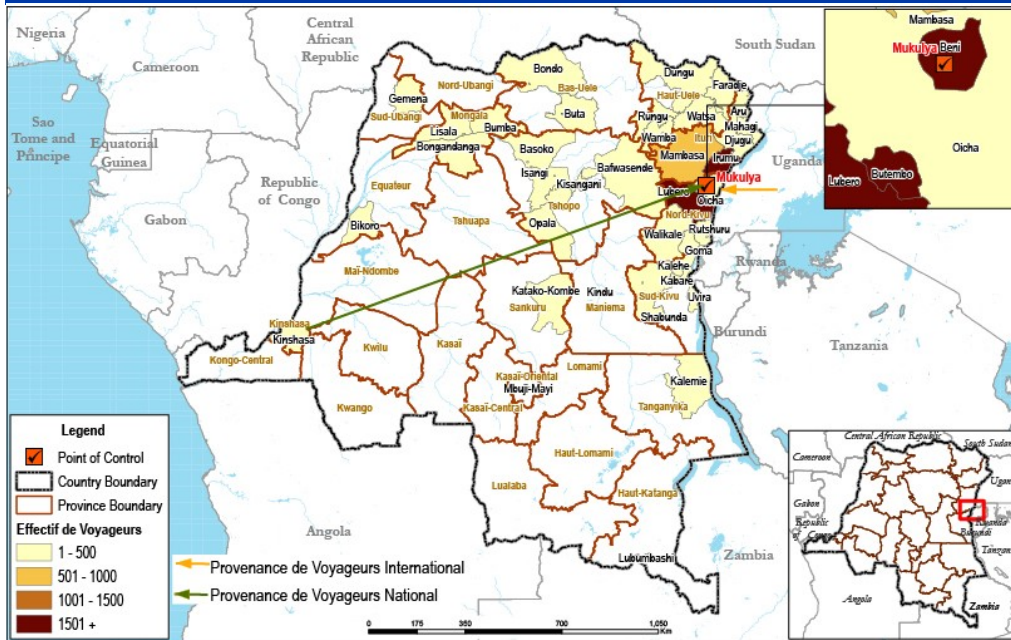 Nigeria
Cameroon
Central
African
Republic
South Sudan
Sao
Tome and
Principe
Equatorial
Guinea
Gabon
Republic
of Congo
Uganda
Rwanda
Burundi
Tanzania
Angola
Zambia
Bondo
Dungu
Faradje
Gemena
Nord-Ubangi
Bas-Uele
Haut-Uele
Sud-Ubangi
Mongala
Buta
Rungu
Watsa
Aru
Lisala
Bumba
Wamba
Ituri
Mahagi
Bongandanga
Basoko
Djugu
Bafwasende
Mambasa
Irumu
Isangi
Kisangani
Mukulya
Equateur
Lubero
Oicha
Tshopo
Nord-Kivu
Tshuapa
Opala
Bikoro
Walikale
Rutshuru
Goma
Maï-Ndombe
Kalehe
Kabare
Katako-Kombe
Kindu
Sud-Kivu
Uvira
Sankuru
Maniema
Shabunda
Kinshasa
Kinshasa
Kasaï
Kongo-Central
Kwilu
Kasaï-Oriental
Lomami
Mbuji-Mayi
Kalemie
Kwango
Kasaï-Central
Tanganyika
Haut-Lomami
Lualaba
Haut-Katanga
Lubumbashi
Mambasa
Mukulya
Beni
Oicha
Lubero
Butembo
Legend
Point of Control
Country Boundary
Province Boundary
Effectif de Voyageurs
1 - 500
501 - 1000
1001 - 1500
1501 +
Provenance de Voyageurs International
Provenance de Voyageurs National
0 175 350 700 1,050
Km
Central African Republic
Cameroon
South Sudan
Gabon
Republic
Rwanda
Burundi
Angola
Zambia